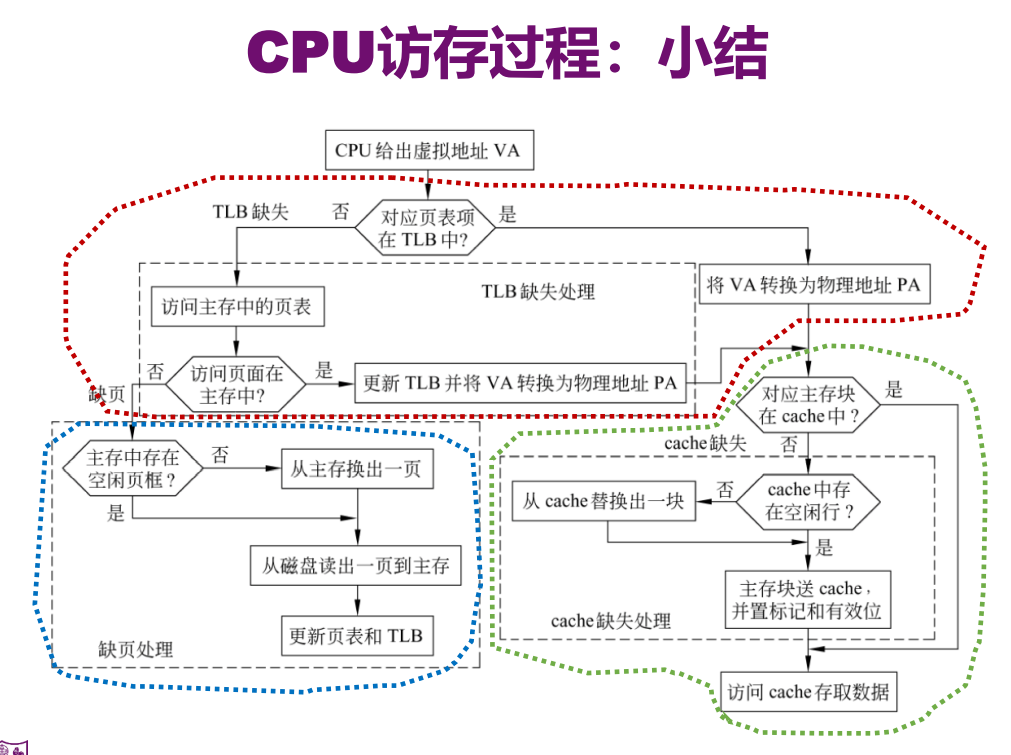 CPU访存过程：小结
CPU 给出虚拟地址 VA
TLB 缺失
否
对应页表项
在 TLB 中?
是
访问主存中的页表
TLB 缺失处理
将 VA 转换为物理地址 PA
否
缺页
访问页面在
主存中?
是
更新 TLB 并将 VA 转换为物理地址 PA
对应主存块
在 cache 中？
是
cache 缺失
否
主存中存在
空闲页框？
否
从主存换出一页
是
从磁盘读出一页到主存
更新页表和 TLB
缺页处理
从 cache 替换出一块
否
cache 中存
在空闲行？
是
主存块送 cache，
并置标记和有效位
cache 缺失处理
访问 cache 存取数据